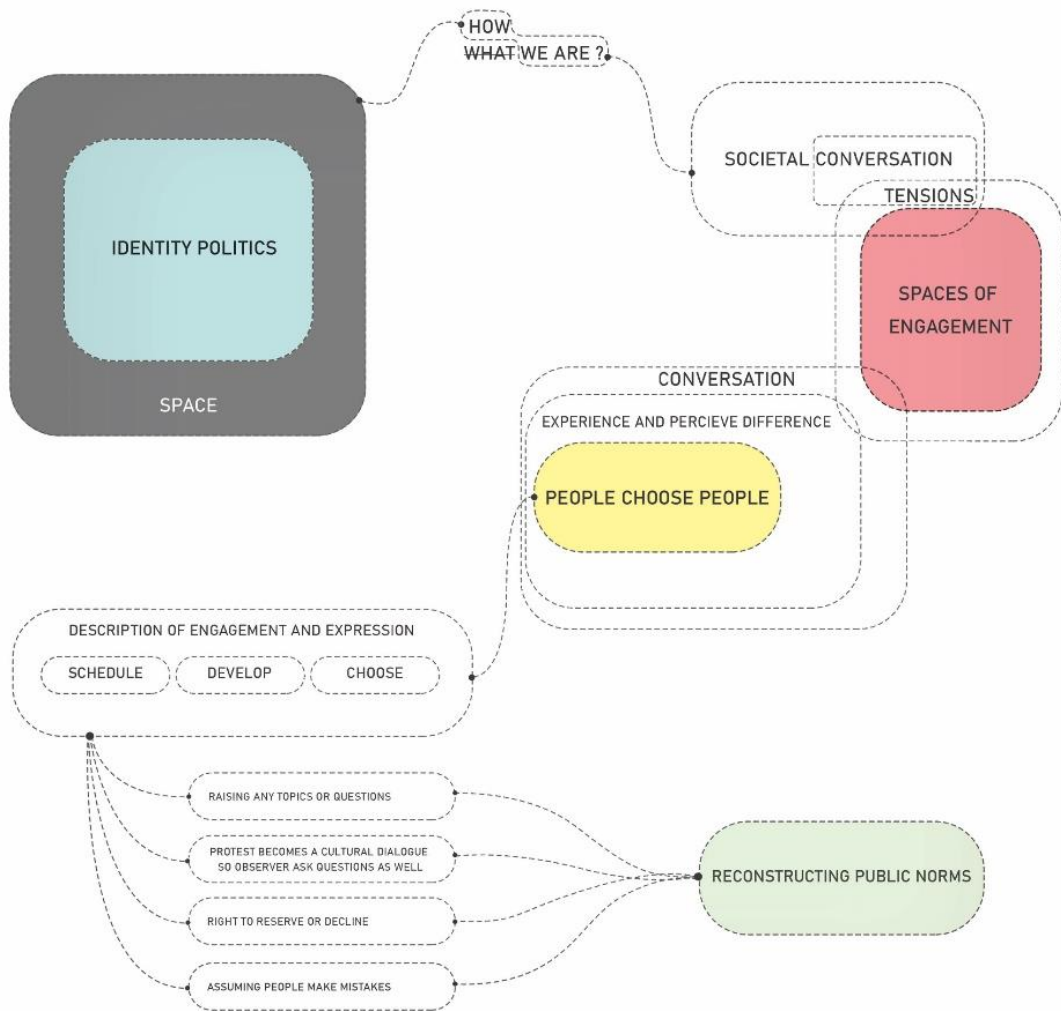 HOW
WHAT WE ARE ?
IDENTITY POLITICS
SPACE
SOCIETAL CONVERSATION
TENSIONS
SPACES OF
ENGAGEMENT
CONVERSATION
EXPERIENCE AND PERCIEVE DIFFERENCE
PEOPLE CHOOSE PEOPLE
DESCRIPTION OF ENGAGEMENT AND EXPRESSION
SCHEDULE DEVELOP CHOOSE
RAISING ANY TOPICS OR QUESTIONS
PROTEST BECOMES A CULTURAL DIALOGUE
SO OBSERVER ASK QUESTIONS AS WELL
RIGHT TO RESERVE OR DECLINE
ASSUMING PEOPLE MAKE MISTAKES
RECONSTRUCTING PUBLIC NORMS